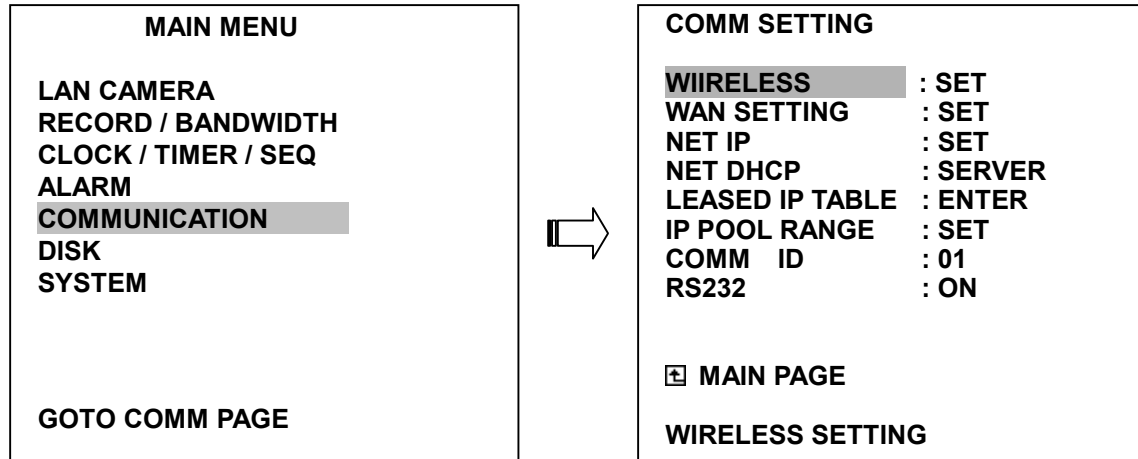 MAIN MENU
LAN CAMERA
RECORD / BANDWIDTH
CLOCK / TIMER / SEQ
ALARM
COMMUNICATION
DISK
SYSTEM
GOTO COMM PAGE
COMM SETTING
WIIRELESS : SET
WAN SETTING : SET
NET IP : SET
NET DHCP : SERVER
LEASED IP TABLE : ENTER
IP POOL RANGE : SET
COMM ID : 01
RS232 : ON
MAIN PAGE
WIRELESS SETTING